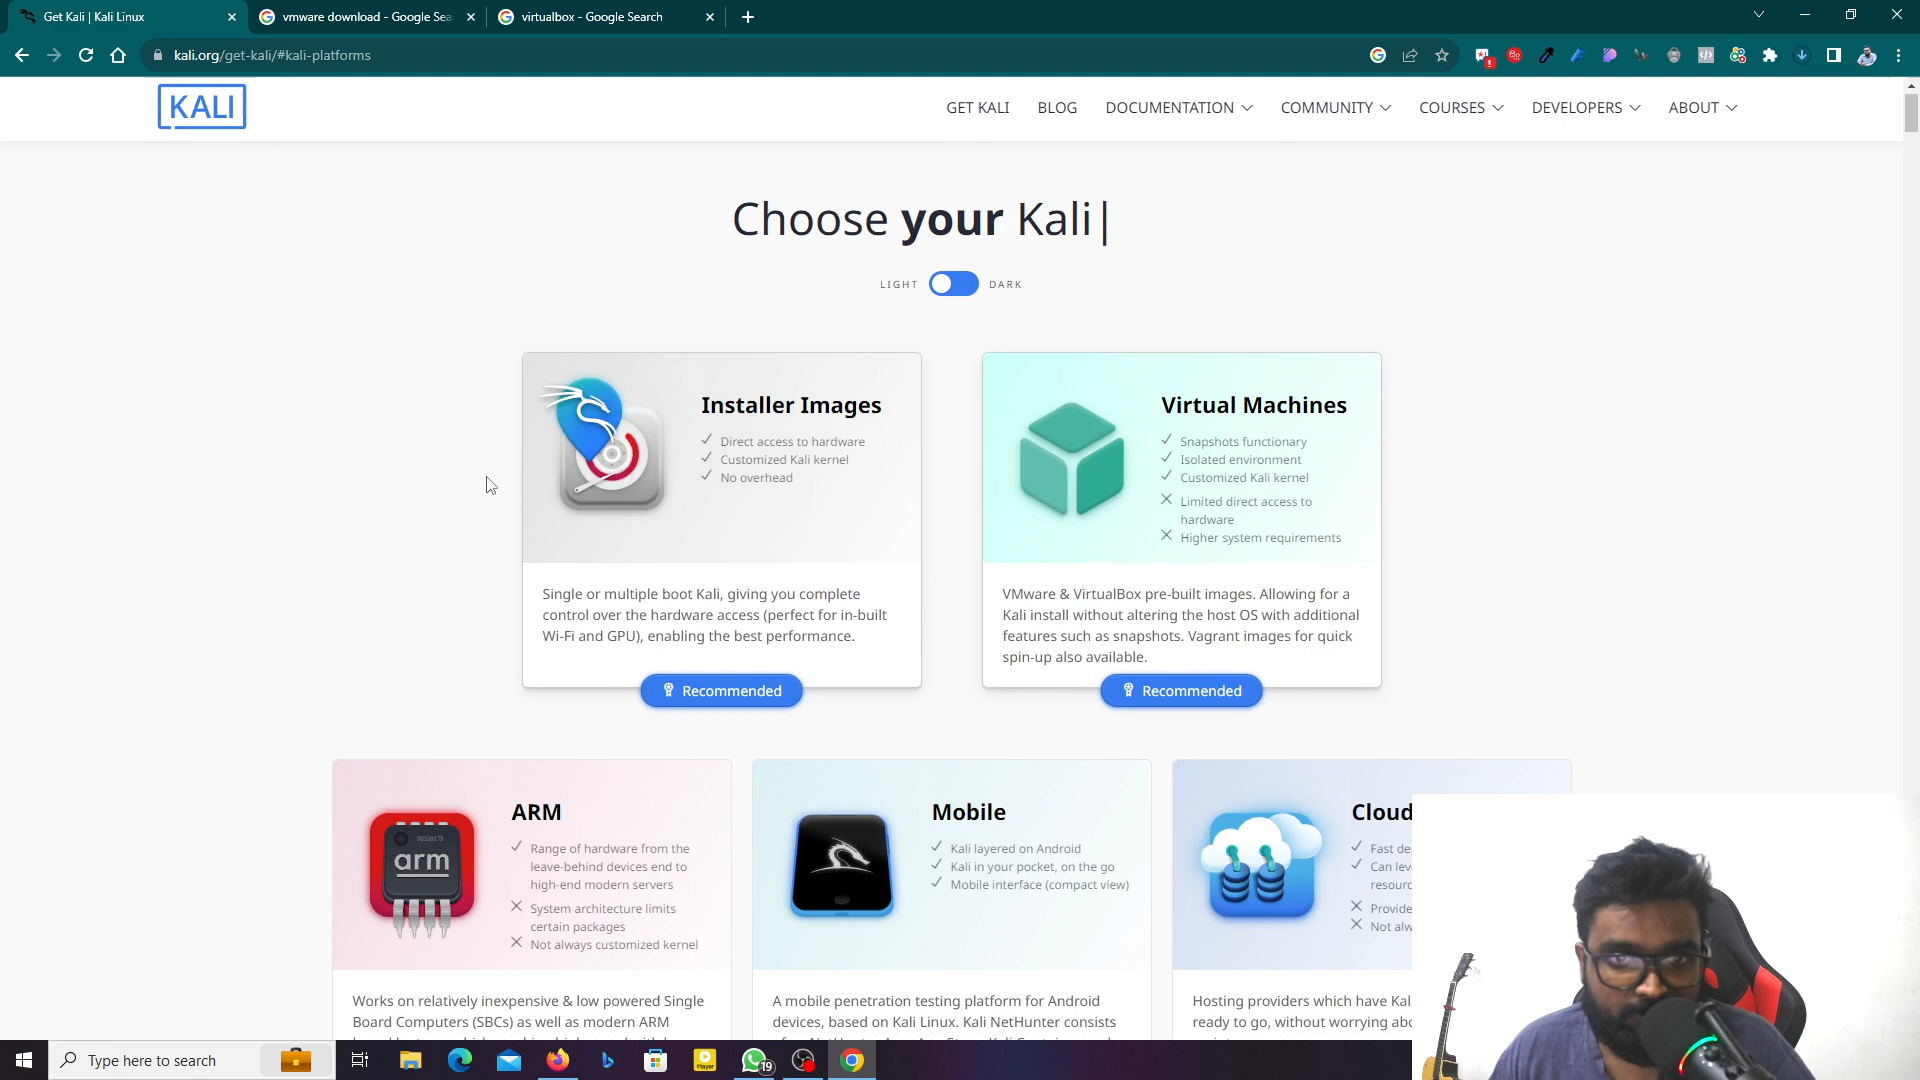 Get Kali | Kali Linux
vmware download - Google Sea
virtualbox - Google Search
kali.org/get-kali/#kali-platforms
KALI
GET KALI
BLOG
DOCUMENTATION
COMMUNITY
COURSES
DEVELOPERS
ABOUT
Choose your Kali|
LIGHT
DARK
Installer Images
Direct access to hardware
Customized Kali kernel
No overhead
Single or multiple boot Kali, giving you complete
control over the hardware access (perfect for in-built
Wi-Fi and GPU), enabling the best performance.
Recommended
Virtual Machines
Snapshots functionary
Isolated environment
Customized Kali kernel
Limited direct access to
hardware
Higher system requirements
VMware & VirtualBox pre-built images. Allowing for a
Kali install without altering the host OS with additional
features such as snapshots. Vagrant images for quick
spin-up also available.
Recommended
arm
ARM
Range of hardware from the
leave-behind devices end to
high-end modern servers
System architecture limits
certain packages
Not always customized kernel
Works on relatively inexpensive & low powered Single
Board Computers (SBCs) as well as modern ARM
Mobile
Kali layered on Android
Kali in your pocket, on the go
Mobile interface (compact view)
A mobile penetration testing platform for Android
devices, based on Kali Linux. Kali NetHunter consists
Cloud
Fast de
Can lev
resourc
Provide
Not alw
Hosting providers which have Kal
ready to go, without worrying abo
Type here to search
Player
19